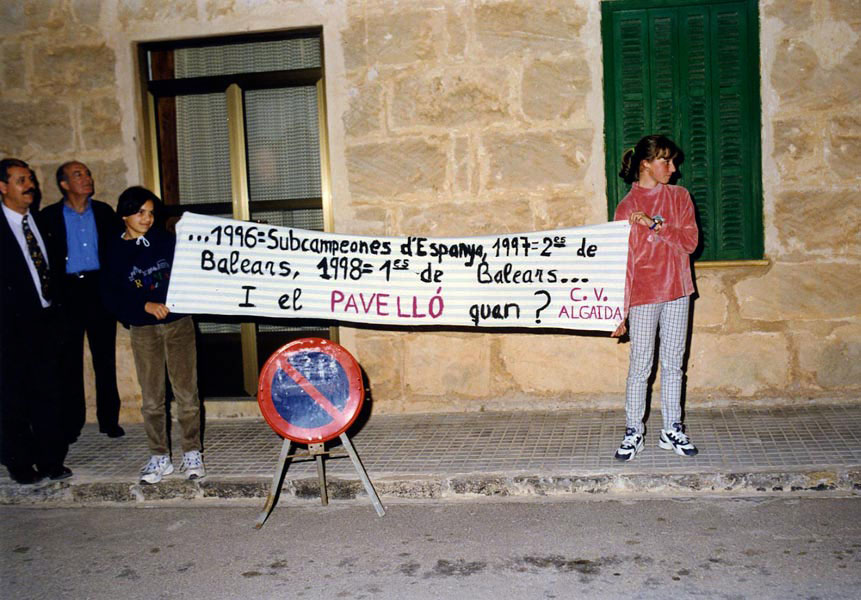 ...1996=Subcampeones d'Espanya, 1997=2es de
Balears, 1998=1es de Balears...
I el PAVELLÓ quan? C.V.
ALGAIDA